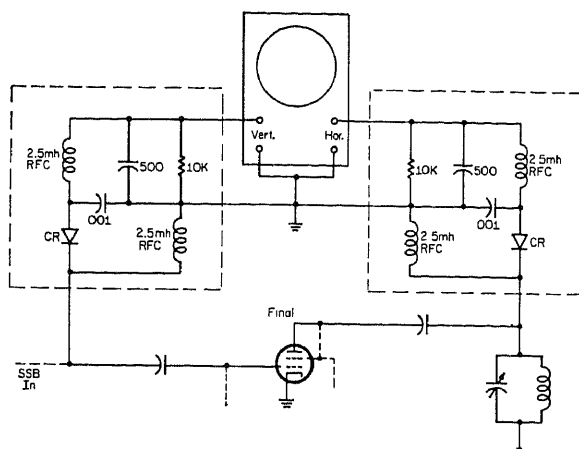 Vert.
Hor.
2.5mh
RFC
500
10K
001
2.5mh
RFC
CR
10K
500
2.5mh
RFC
001
2.5mh
RFC
CR
Final
SSB
In